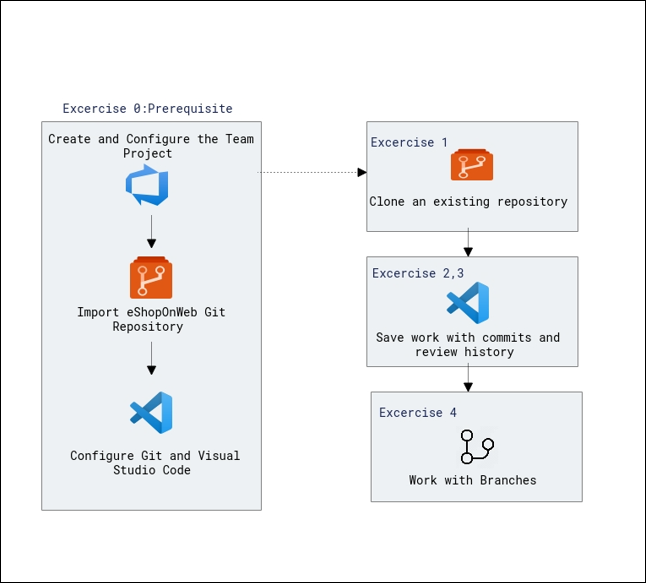 Excercise 0:Prerequisite
Create and Configure the Team
Project
Import eShopOnWeb Git
Repository
Configure Git and Visual
Studio Code
Excercise 1
Clone an existing repository
Excercise 2,3
Save work with commits and
review history
Excercise 4
Work with Branches